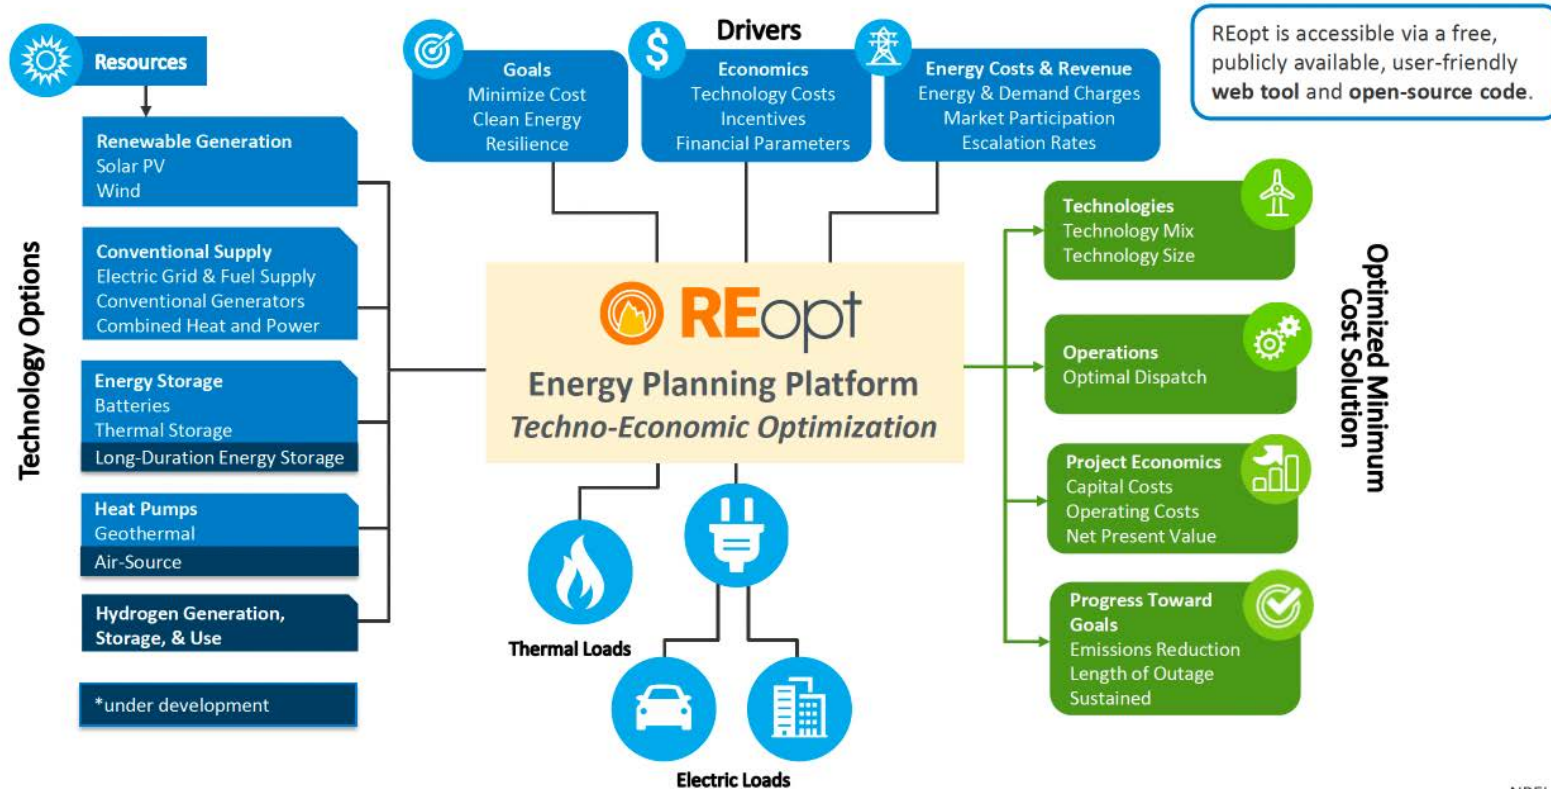 Resources
Renewable Generation
Solar PV
Wind
Conventional Supply
Electric Grid & Fuel Supply
Conventional Generators
Combined Heat and Power
Energy Storage
Batteries
Thermal Storage
Long-Duration Energy Storage
Heat Pumps
Geothermal
Air-Source
Hydrogen Generation,
Storage, & Use
*under development
Technology Options
Drivers
Goals
Minimize Cost
Clean Energy
Resilience
Economics
Technology Costs
Incentives
Financial Parameters
Energy Costs & Revenue
Energy & Demand Charges
Market Participation
Escalation Rates
REopt is accessible via a free,
publicly available, user-friendly
web tool and open-source code.
REopt
Energy Planning Platform
Techno-Economic Optimization
Thermal Loads
Electric Loads
Technologies
Technology Mix
Technology Size
Operations
Optimal Dispatch
Project Economics
Capital Costs
Operating Costs
Net Present Value
Progress Toward
Goals
Emissions Reduction
Length of Outage
Sustained
Optimized Minimum
Cost Solution